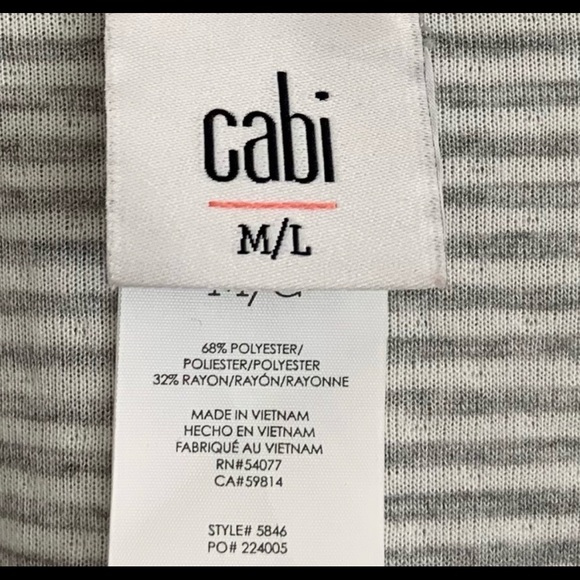 cabi
M/L
68% POLYESTER/
POLIESTER/POLYESTER
32% RAYON/RAYÓN/RAYONNE
MADE IN VIETNAM
HECHO EN VIETNAM
FABRIQUÉ AU VIETNAM
RN#54077
CA#59814
STYLE# 5846
PO# 224005